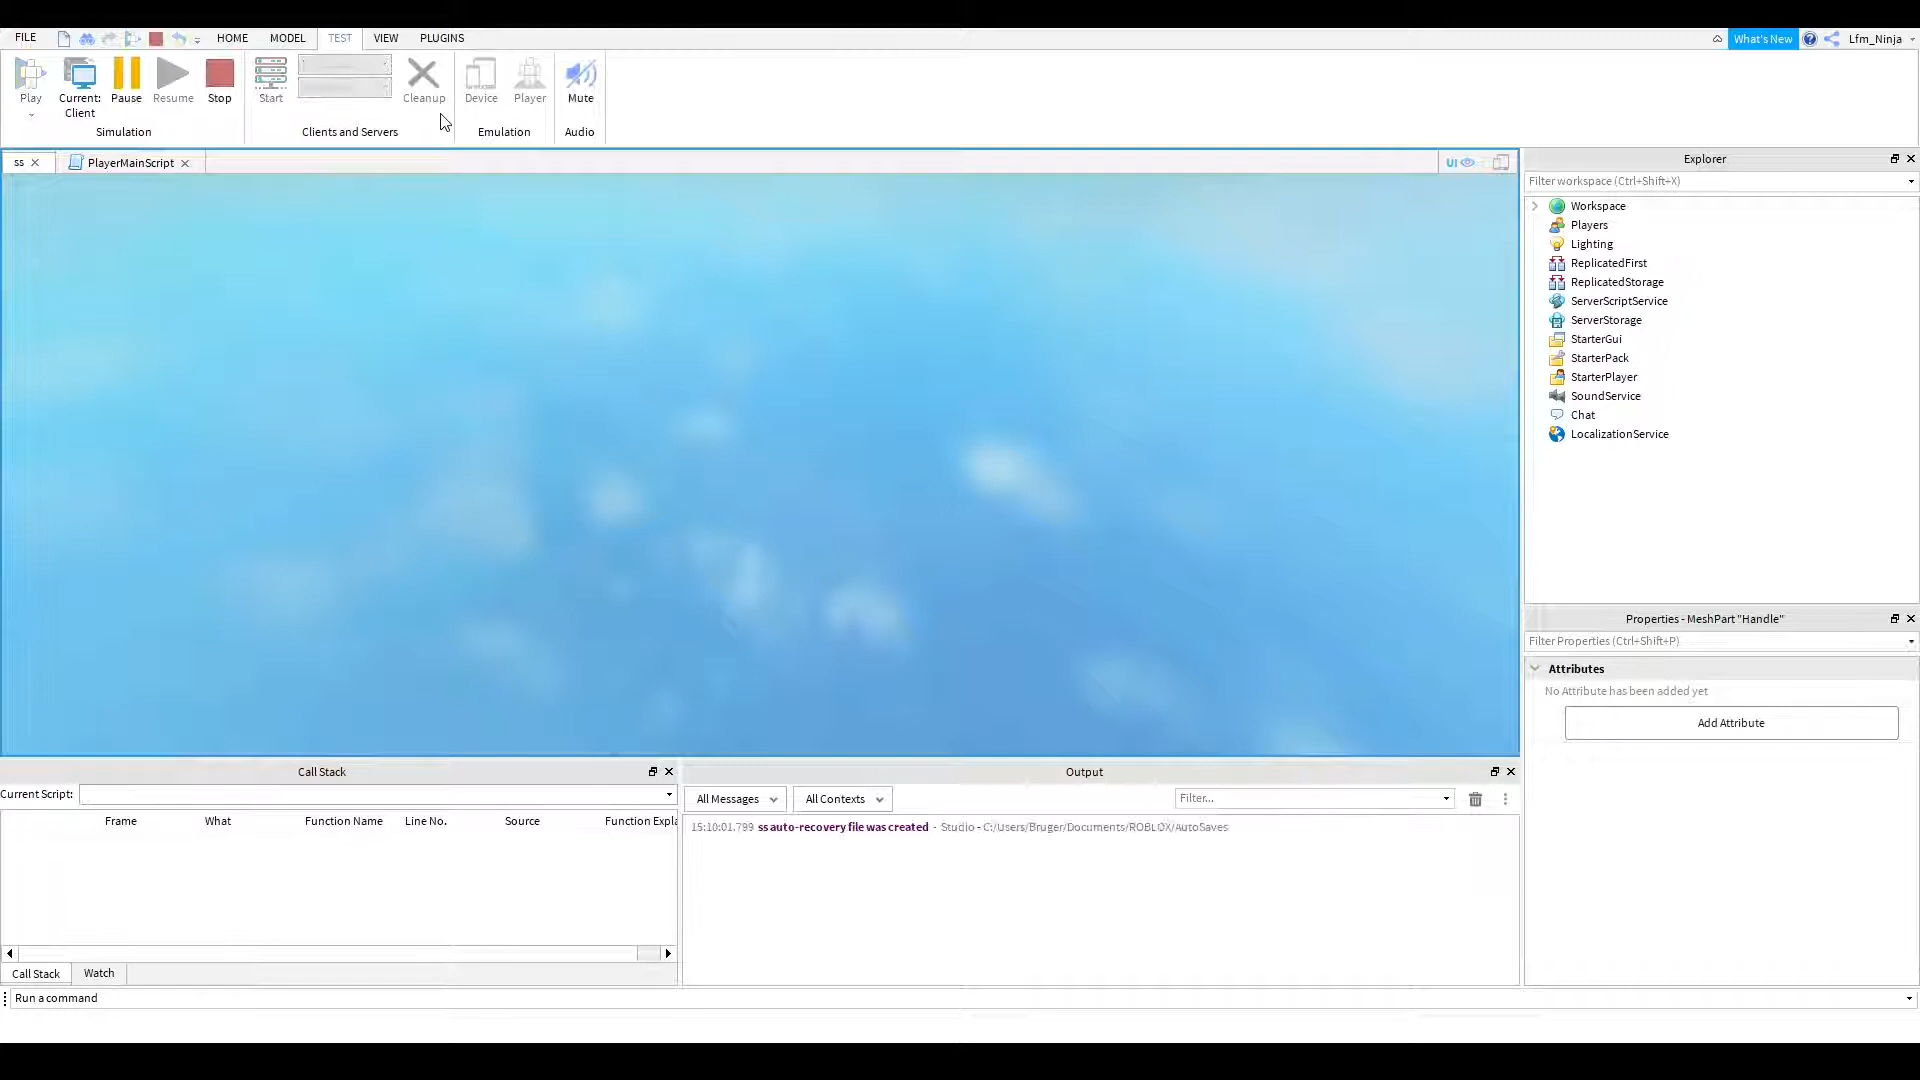 FILE HOME MODEL TEST VIEW PLUGINS What's New Lfm_Ninja
Play Current: Client Pause Resume Stop Start Cleanup Device Player Mute
Simulation Clients and Servers Emulation Audio
ss PlayerMainScript UI
Explorer
Filter workspace (Ctrl+Shift+X)
Workspace
Players
Lighting
ReplicatedFirst
ReplicatedStorage
ServerScriptService
ServerStorage
StarterGui
StarterPack
StarterPlayer
SoundService
Chat
LocalizationService
Properties - MeshPart "Handle"
Filter Properties (Ctrl+Shift+P)
Attributes
No Attribute has been added yet
Add Attribute
Call Stack
Current Script:
Frame What Function Name Line No. Source Function Expla
Call Stack Watch
Output
All Messages All Contexts Filter...
15:10:01.799 ss auto-recovery file was created - Studio - C:/Users/Bruger/Documents/ROBLOX/AutoSaves
Run a command